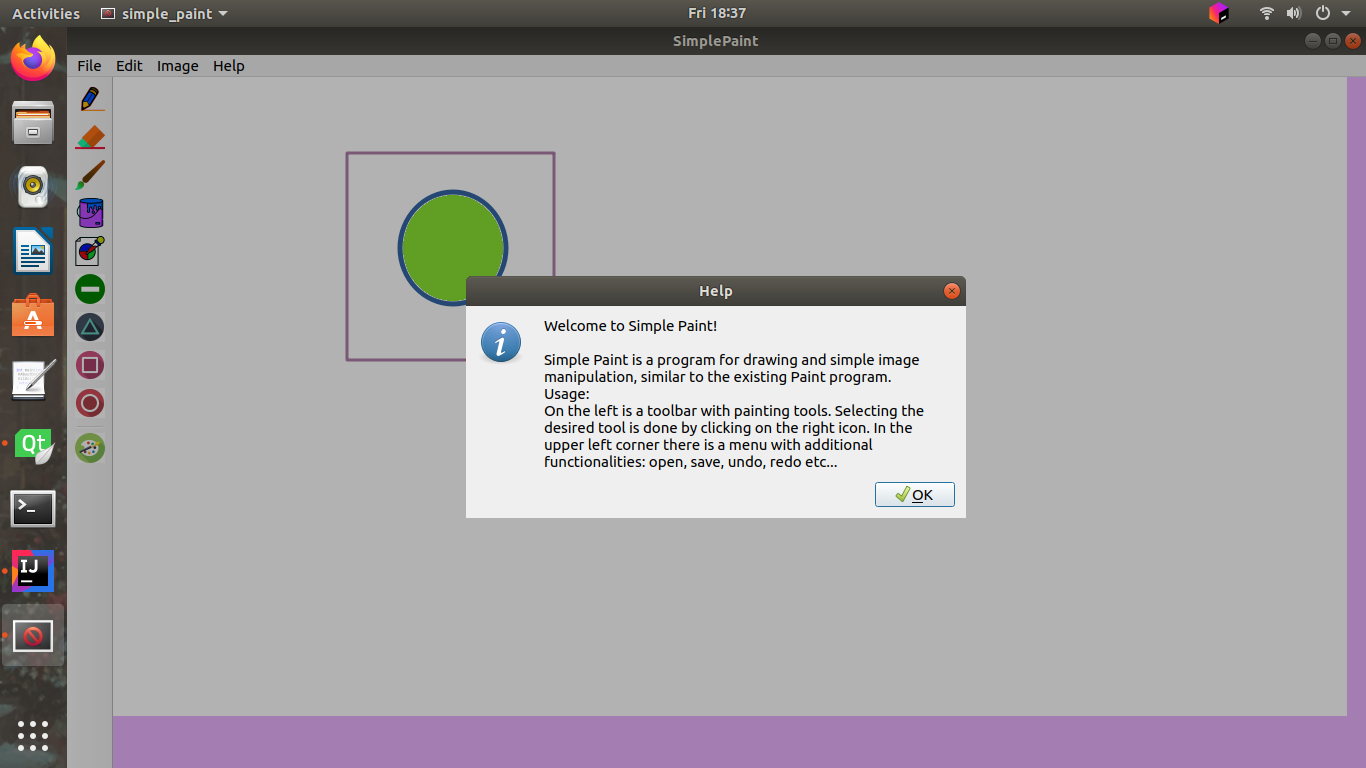 Activities simple_paint Fri 18:37
SimplePaint
File Edit Image Help
Help
Welcome to Simple Paint!
Simple Paint is a program for drawing and simple image
manipulation, similar to the existing Paint program.
Usage:
On the left is a toolbar with painting tools. Selecting the
desired tool is done by clicking on the right icon. In the
upper left corner there is a menu with additional
functionalities: open, save, undo, redo etc...
OK
Qt
>_
IJ